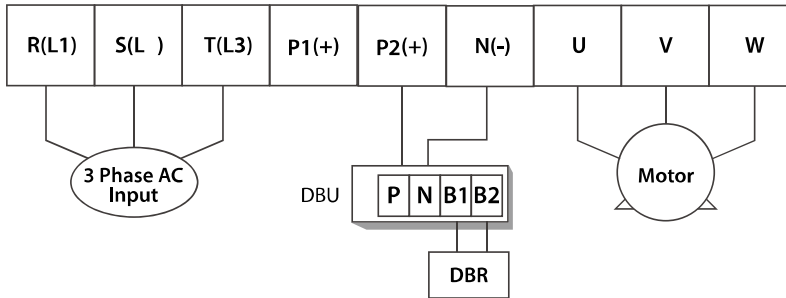 R(L1) S(L ) T(L3) P1(+) P2(+) N(-) U V W
3 Phase AC
Input
DBU
P N B1 B2
Motor
DBR